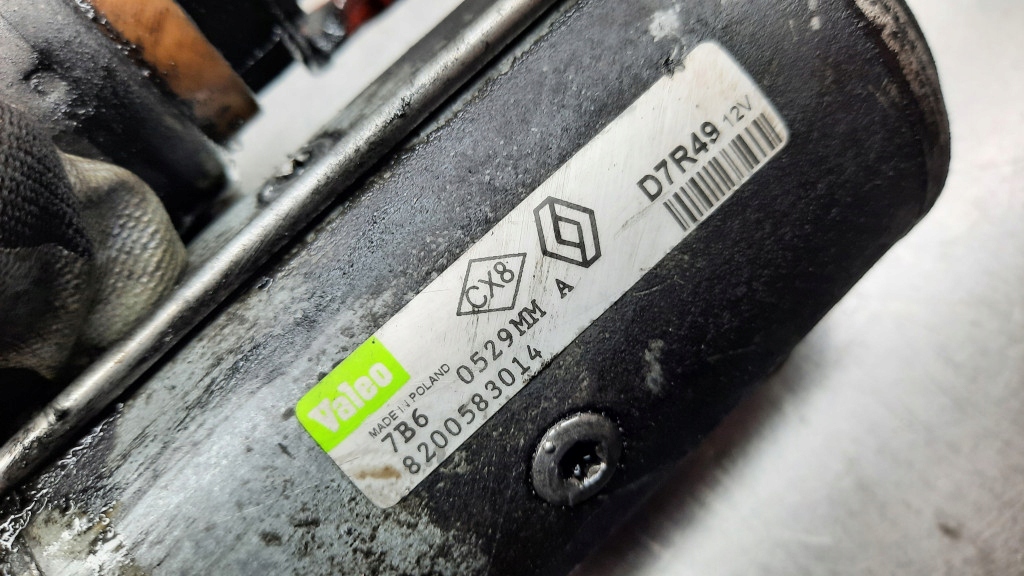 Valeo
MADE IN POLAND
7B6 0529MM A
8200583014
CX8
D7R49 12V